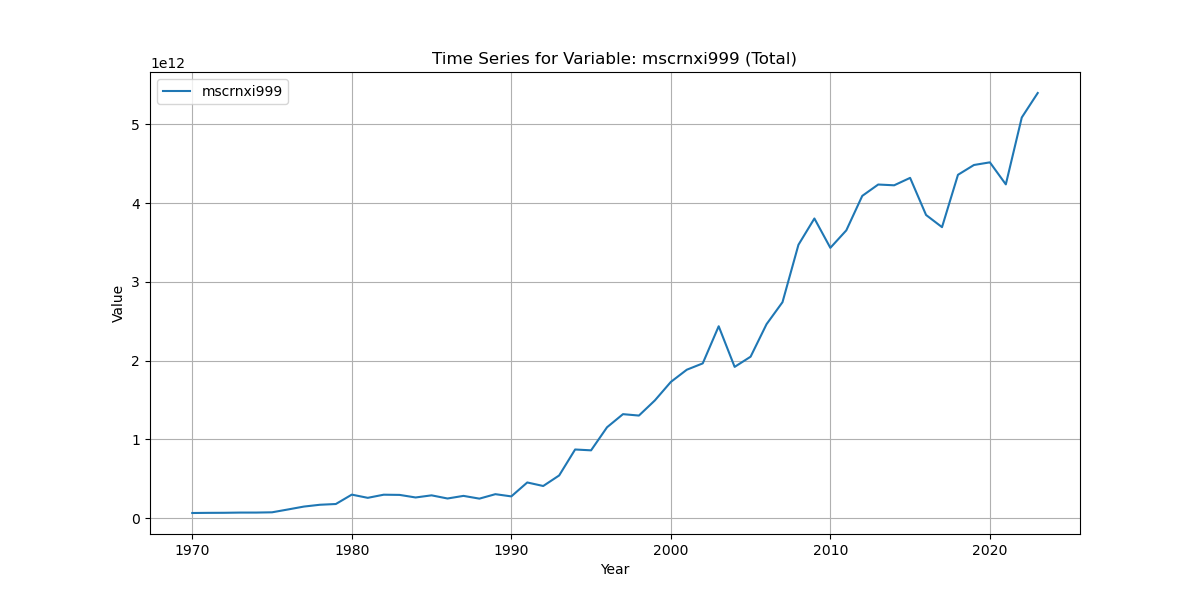 Time Series for Variable: mscrnxi999 (Total)
1e12
mscrnxi999
5
4
3
2
1
0
Value
1970 1980 1990 2000 2010 2020
Year